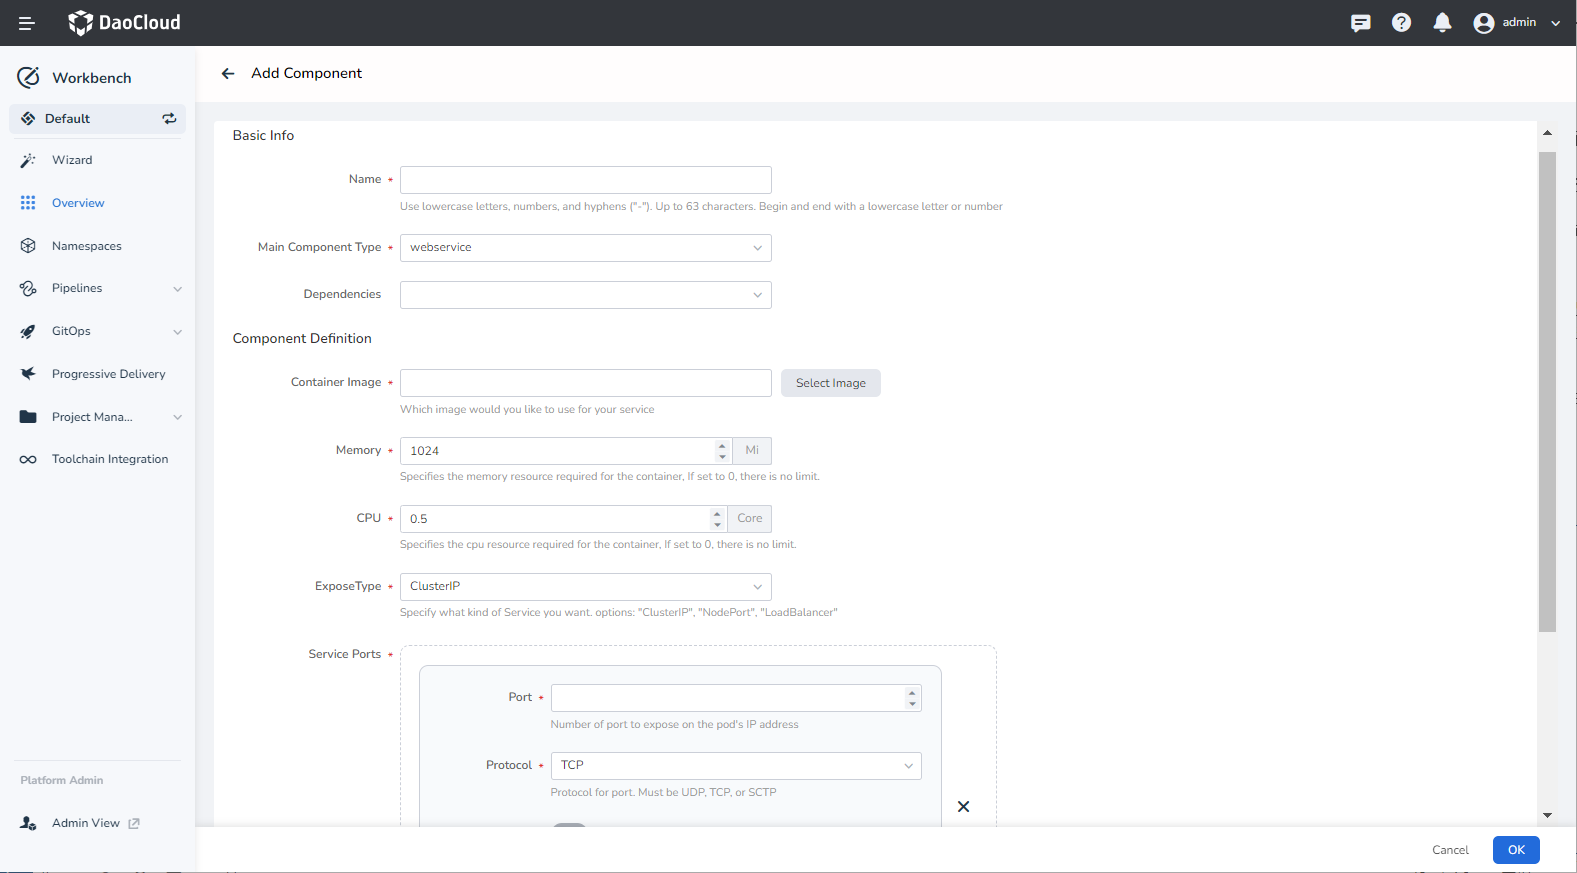 DaoCloud
admin
Workbench
Add Component
Default
Wizard
Overview
Namespaces
Pipelines
GitOps
Progressive Delivery
Project Mana...
Toolchain Integration
Platform Admin
Admin View
Basic Info
Name *
Use lowercase letters, numbers, and hyphens ("-"). Up to 63 characters. Begin and end with a lowercase letter or number
Main Component Type * webservice
Dependencies
Component Definition
Container Image * Select Image
Which image would you like to use for your service
Memory * 1024 Mi
Specifies the memory resource required for the container, If set to 0, there is no limit.
CPU * 0.5 Core
Specifies the cpu resource required for the container, If set to 0, there is no limit.
ExposeType * ClusterIP
Specify what kind of Service you want. options: "ClusterIP", "NodePort", "LoadBalancer"
Service Ports *
Port *
Number of port to expose on the pod's IP address
Protocol * TCP
Protocol for port. Must be UDP, TCP, or SCTP
Cancel OK